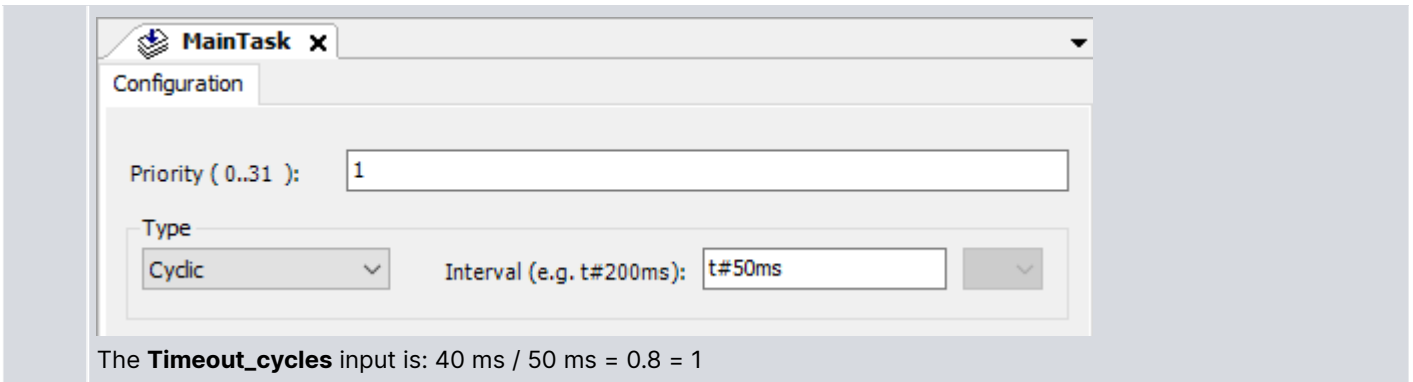 MainTask x
Configuration
Priority ( 0..31 ): 1
Type
Cyclic Interval (e.g. t#200ms): t#50ms
The Timeout_cycles input is: 40 ms / 50 ms = 0.8 = 1